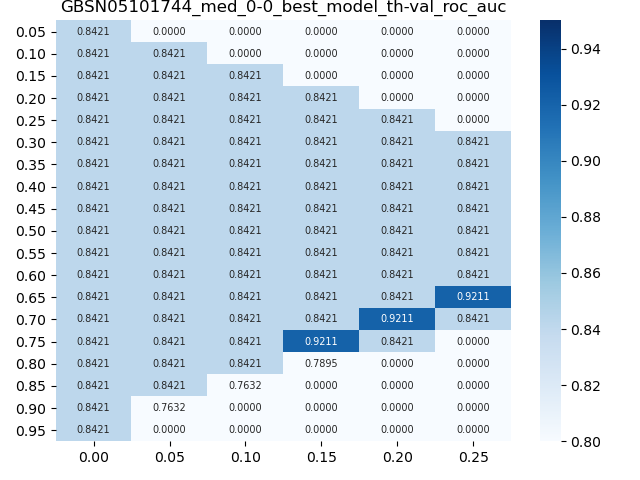 GBSN05101744_med_0-0_best_model_th-val_roc_auc
0.05 0.8421 0.0000 0.0000 0.0000 0.0000 0.0000
0.10 0.8421 0.8421 0.0000 0.0000 0.0000 0.0000
0.15 0.8421 0.8421 0.8421 0.0000 0.0000 0.0000
0.20 0.8421 0.8421 0.8421 0.8421 0.0000 0.0000
0.25 0.8421 0.8421 0.8421 0.8421 0.8421 0.0000
0.30 0.8421 0.8421 0.8421 0.8421 0.8421 0.8421
0.35 0.8421 0.8421 0.8421 0.8421 0.8421 0.8421
0.40 0.8421 0.8421 0.8421 0.8421 0.8421 0.8421
0.45 0.8421 0.8421 0.8421 0.8421 0.8421 0.8421
0.50 0.8421 0.8421 0.8421 0.8421 0.8421 0.8421
0.55 0.8421 0.8421 0.8421 0.8421 0.8421 0.8421
0.60 0.8421 0.8421 0.8421 0.8421 0.8421 0.8421
0.65 0.8421 0.8421 0.8421 0.8421 0.8421 0.9211
0.70 0.8421 0.8421 0.8421 0.8421 0.9211 0.8421
0.75 0.8421 0.8421 0.8421 0.9211 0.8421 0.0000
0.80 0.8421 0.8421 0.8421 0.7895 0.0000 0.0000
0.85 0.8421 0.8421 0.7632 0.0000 0.0000 0.0000
0.90 0.8421 0.7632 0.0000 0.0000 0.0000 0.0000
0.95 0.8421 0.0000 0.0000 0.0000 0.0000 0.0000
0.00 0.05 0.10 0.15 0.20 0.25
0.94
0.92
0.90
0.88
0.86
0.84
0.82
0.80